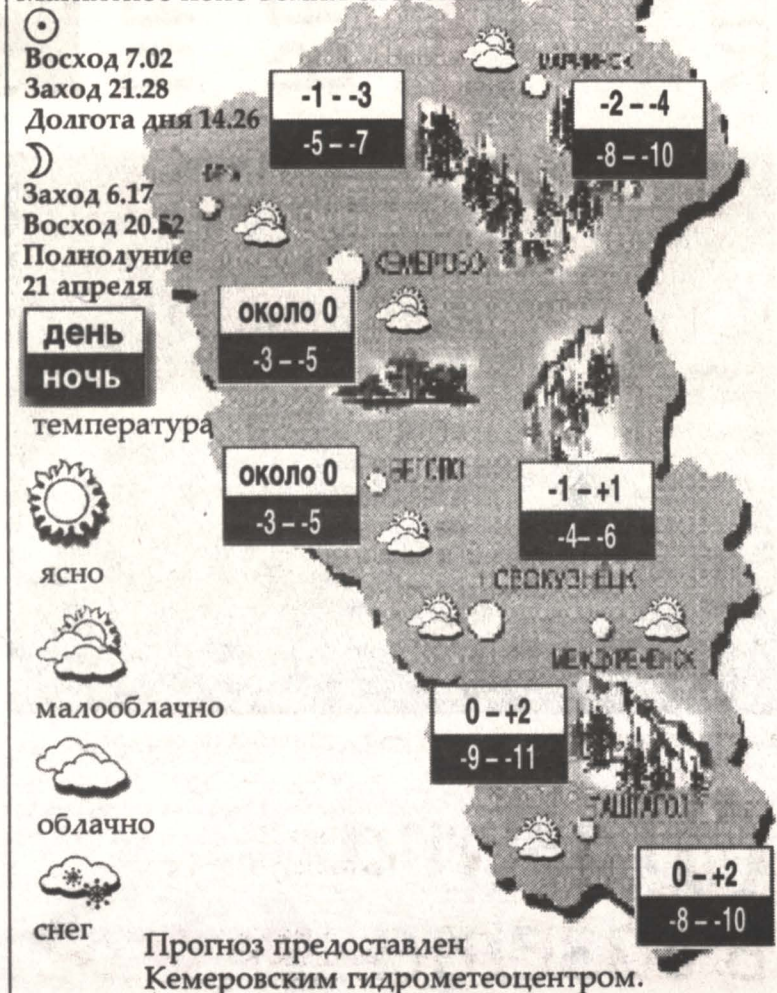 Восход 7.02
Заход 21.28
Долгота дня 14.26
Заход 6.17
Восход 20.52
Полнолуние
21 апреля
день
ночь
температура
ясно
малооблачно
облачно
снег
-1 - -3
-5 – -7
-2 – -4
-8 – -10
КЕМЕРОВО
около 0
-3 – -5
около 0
-3 – -5
-1 – +1
-4– -6
МЕЖДУРЕЧЕНСК
0 – +2
-9 – -11
ТАШТАГОЛ
0 – +2
-8 – -10
Прогноз предоставлен
Кемеровским гидрометеоцентром.